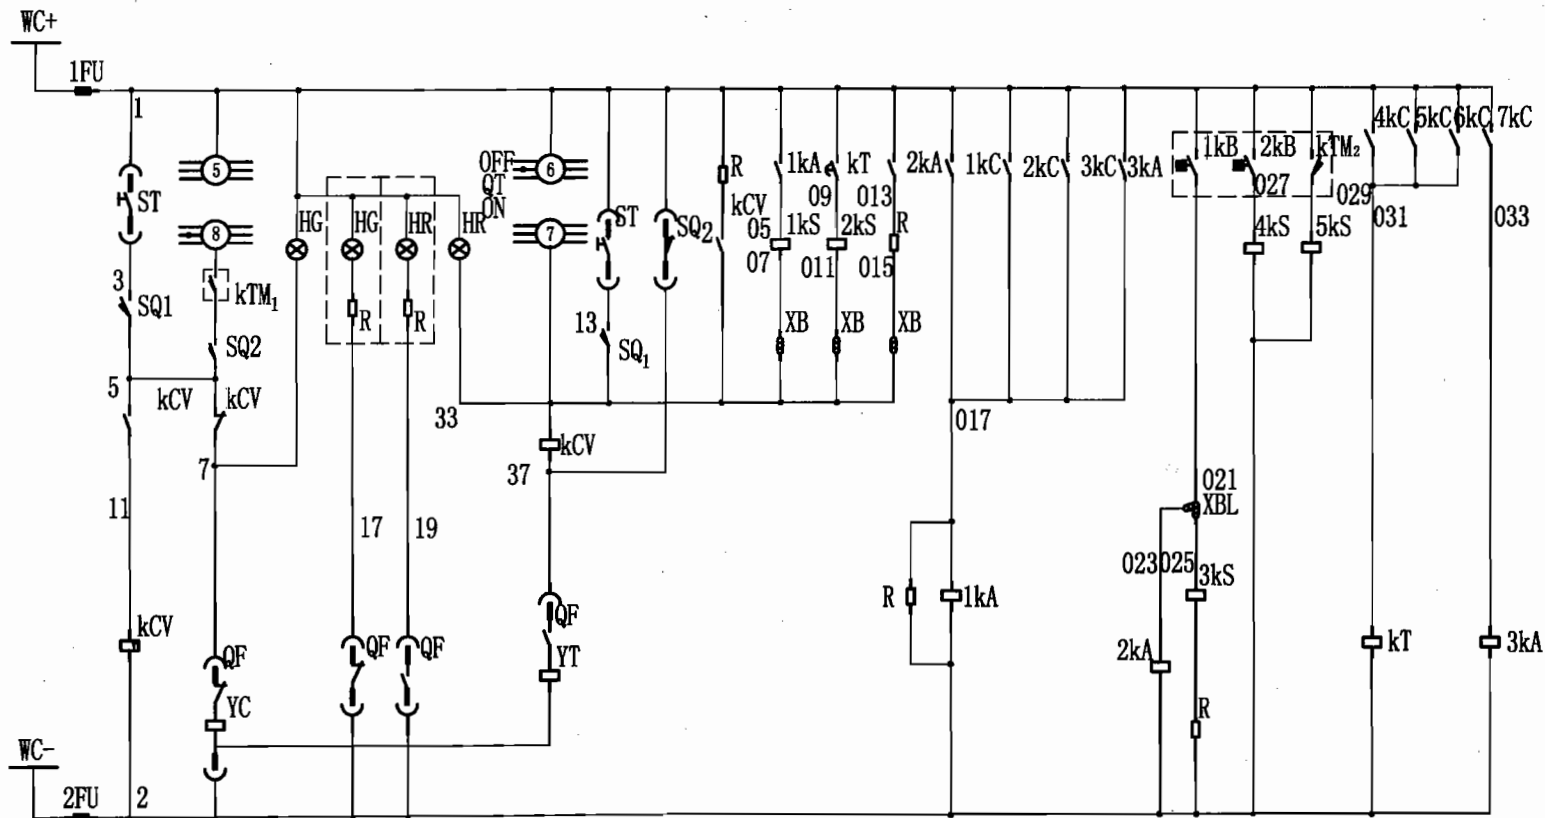 WC+
1FU
1
5
ST
8
3
SQ1
kTM₁
SQ2
5
kCV
kCV
7
11
kCV
QF
YC
WC-
2FU
2
HG
HG
HR
HR
R
R
33
17
19
QF
QF
OFF
QT
ON
6
7
ST
SQ2
13
SQ₁
kCV
37
QF
YT
R
kCV
1kA
05
1kS
07
XB
kT
09
2kS
011
XB
013
R
015
XB
2kA
1kC
2kC
3kC
3kA
017
R
1kA
1kB
2kB
kTM₂
027
029
4kS
5kS
021
XBL
023
025
3kS
2kA
R
4kC
5kC
6kC
7kC
031
033
kT
3kA